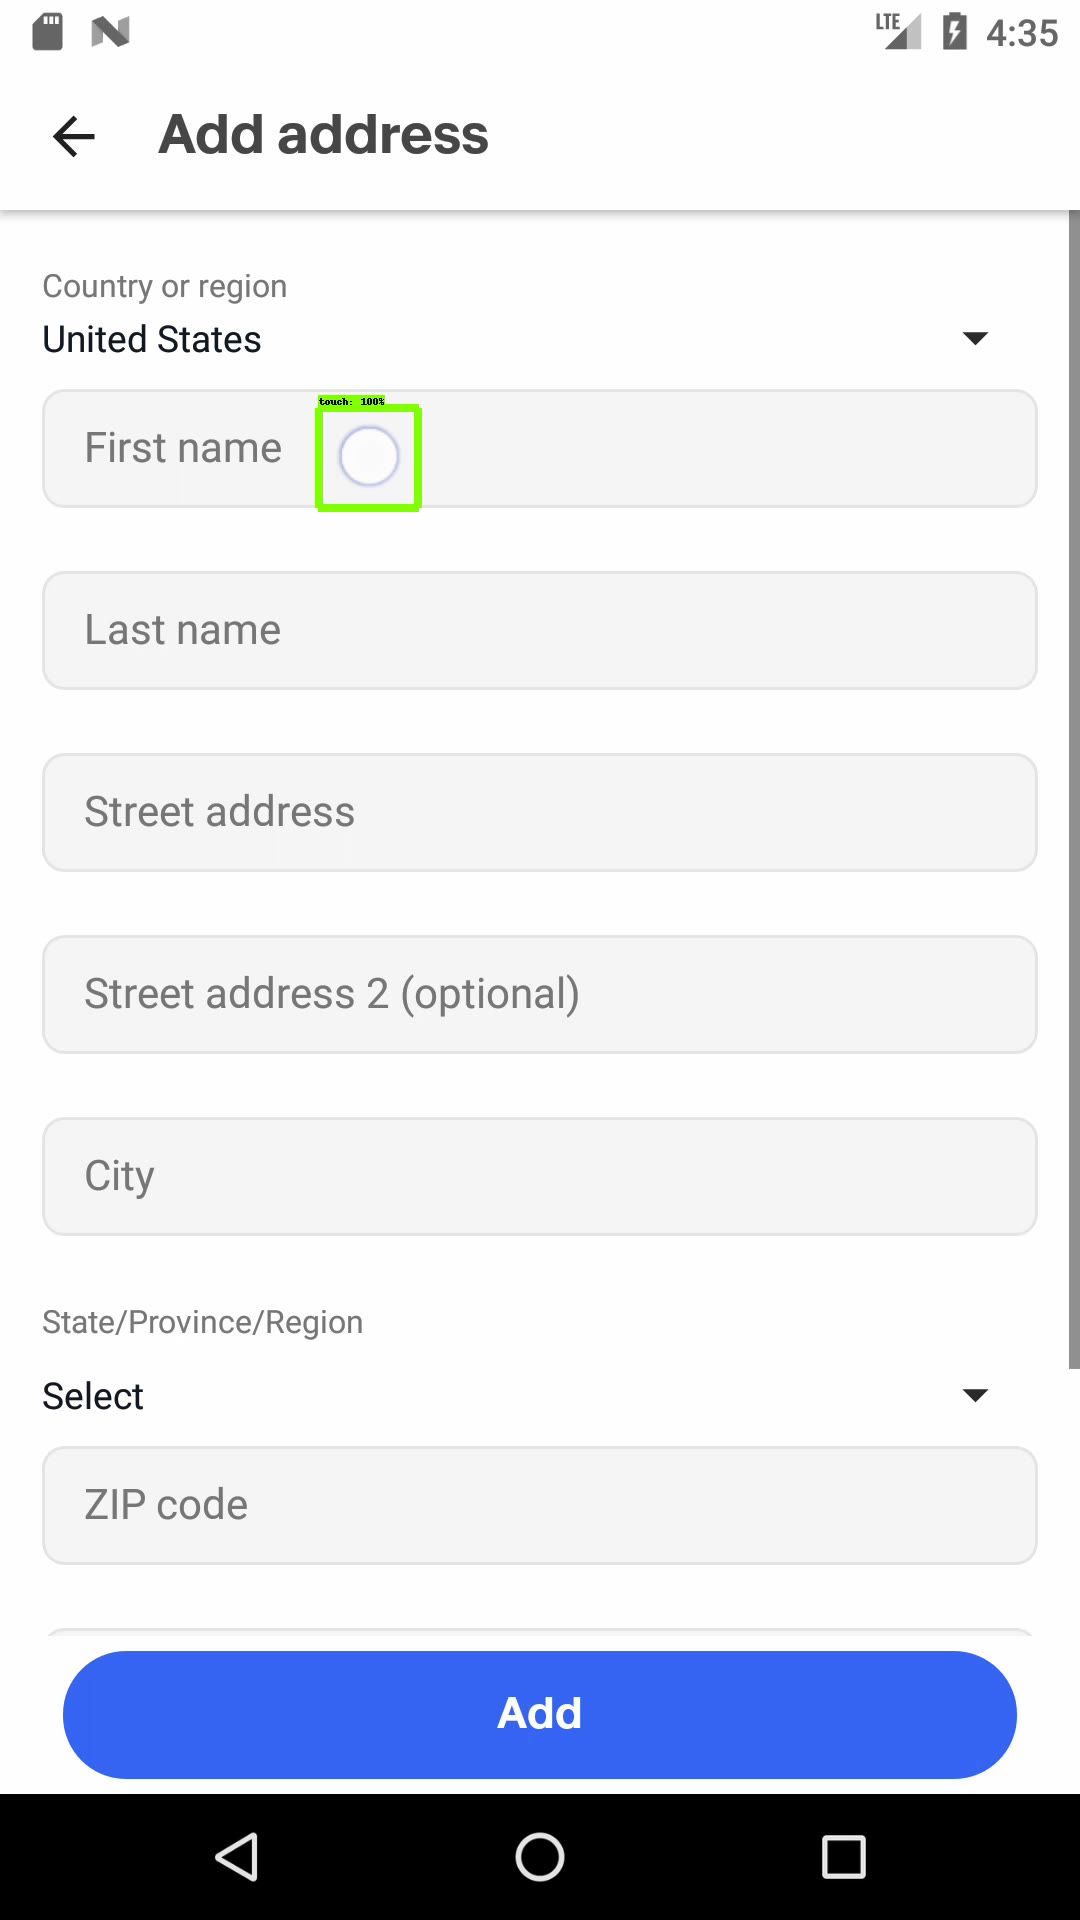 LTE 4:35
Add address
Country or region
United States
touch: 100%
First name
Last name
Street address
Street address 2 (optional)
City
State/Province/Region
Select
ZIP code
Add